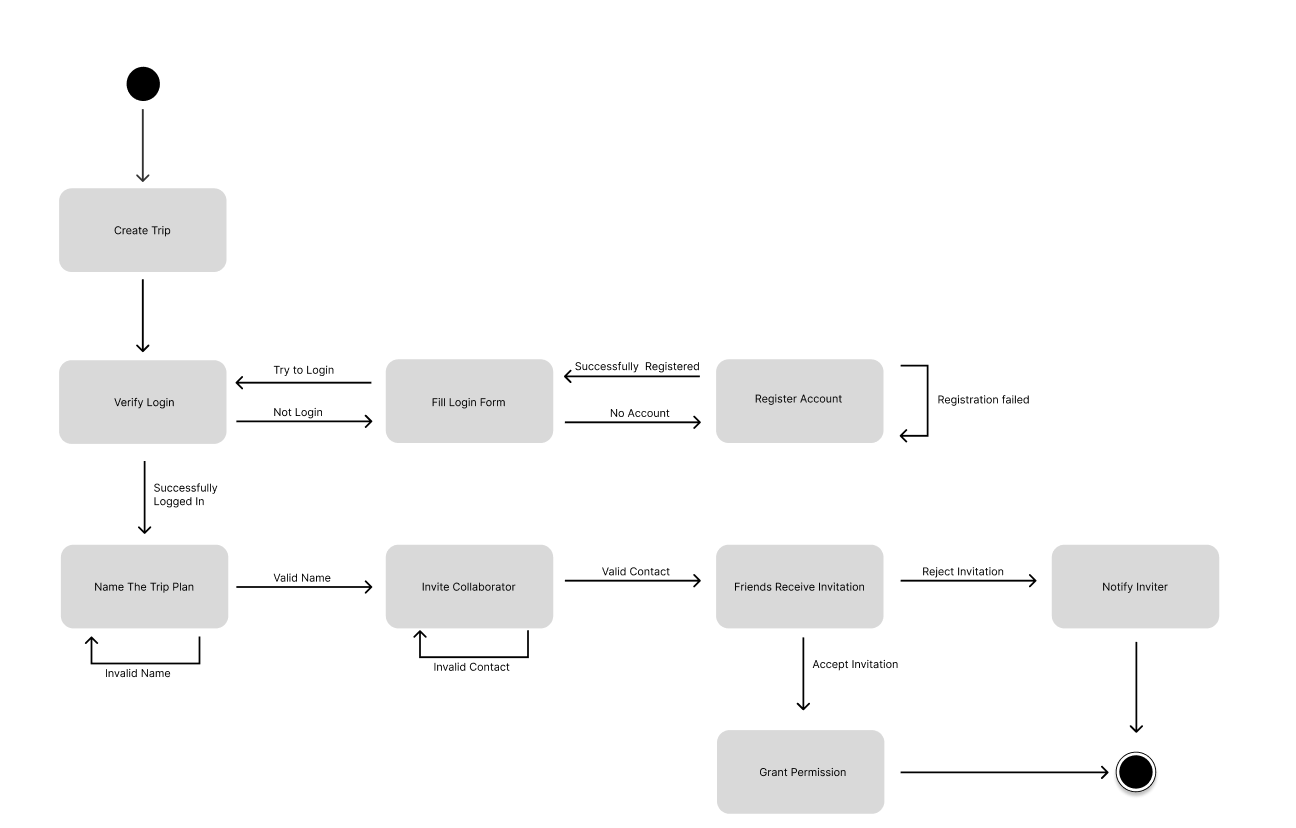 Create Trip
Try to Login
Successfully  Registered
Verify Login
Fill Login Form
Register Account
Registration failed
Not Login
No Account
Successfully
Logged In
Name The Trip Plan
Valid Name
Invite Collaborator
Valid Contact
Friends Receive Invitation
Reject Invitation
Notify Inviter
Invalid Name
Invalid Contact
Accept Invitation
Grant Permission